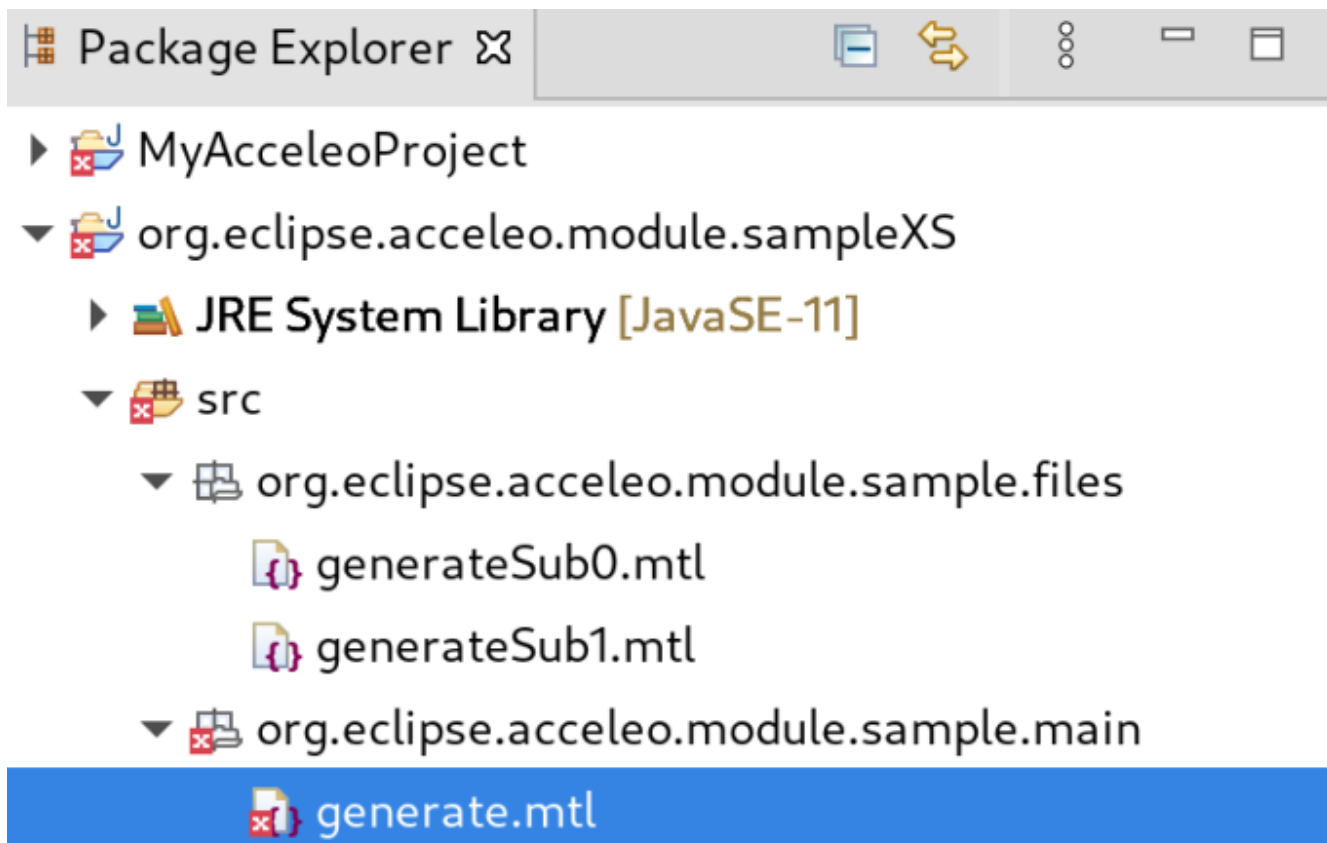 Package Explorer
MyAcceleoProject
org.eclipse.acceleo.module.sampleXS
JRE System Library [JavaSE-11]
src
org.eclipse.acceleo.module.sample.files
generateSub0.mtl
generateSub1.mtl
org.eclipse.acceleo.module.sample.main
generate.mtl